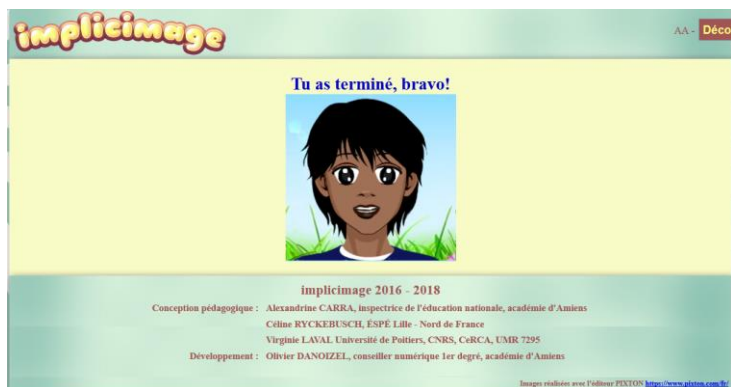 implicimage
AA - Déco
Tu as terminé, bravo!
implicimage 2016 - 2018
Conception pédagogique : Alexandrine CARRA, inspectrice de l'éducation nationale, académie d'Amiens
Céline RYCKEBUSCH, ÉSPÉ Lille - Nord de France
Virginie LAVAL Université de Poitiers, CNRS, CeRCA, UMR 7295
Développement : Olivier DANOIZEL, conseiller numérique 1er degré, académie d'Amiens
Images réalisées avec l'éditeur PIXTON https://www.pixton.com/fr/